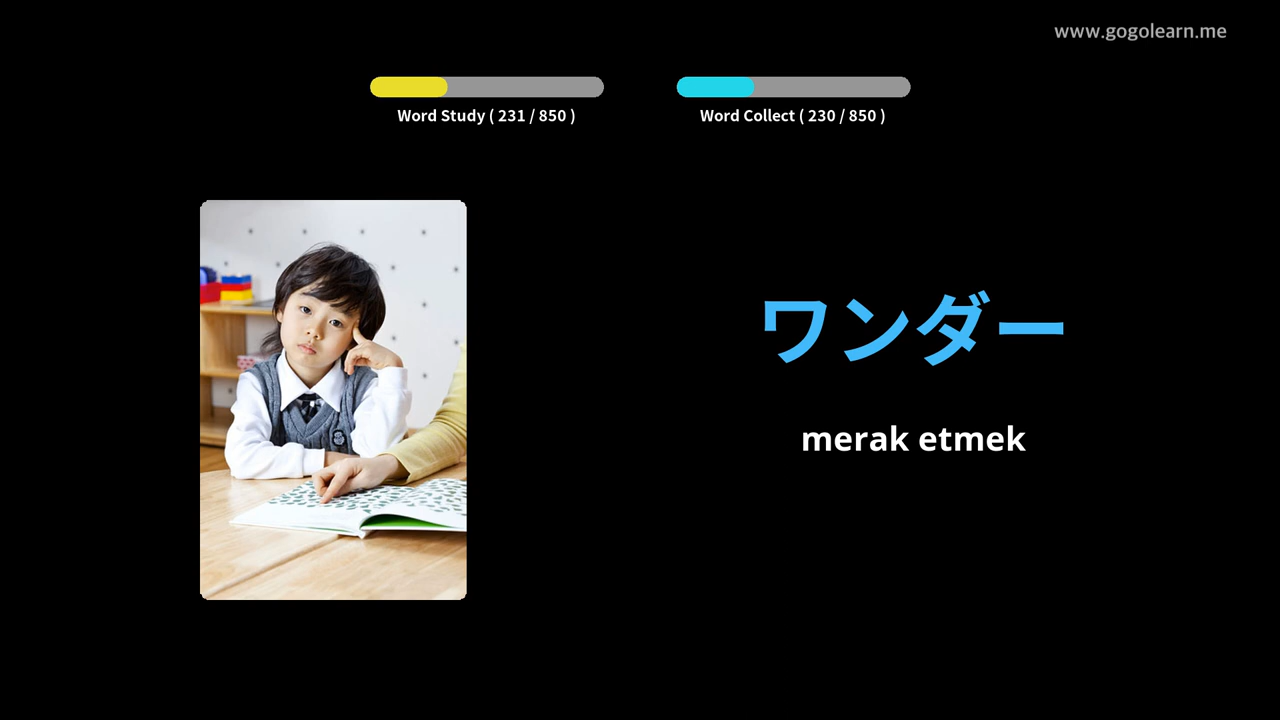 www.gogolearn.me
Word Study ( 231 / 850 )
Word Collect ( 230 / 850 )
ワンダー
merak etmek